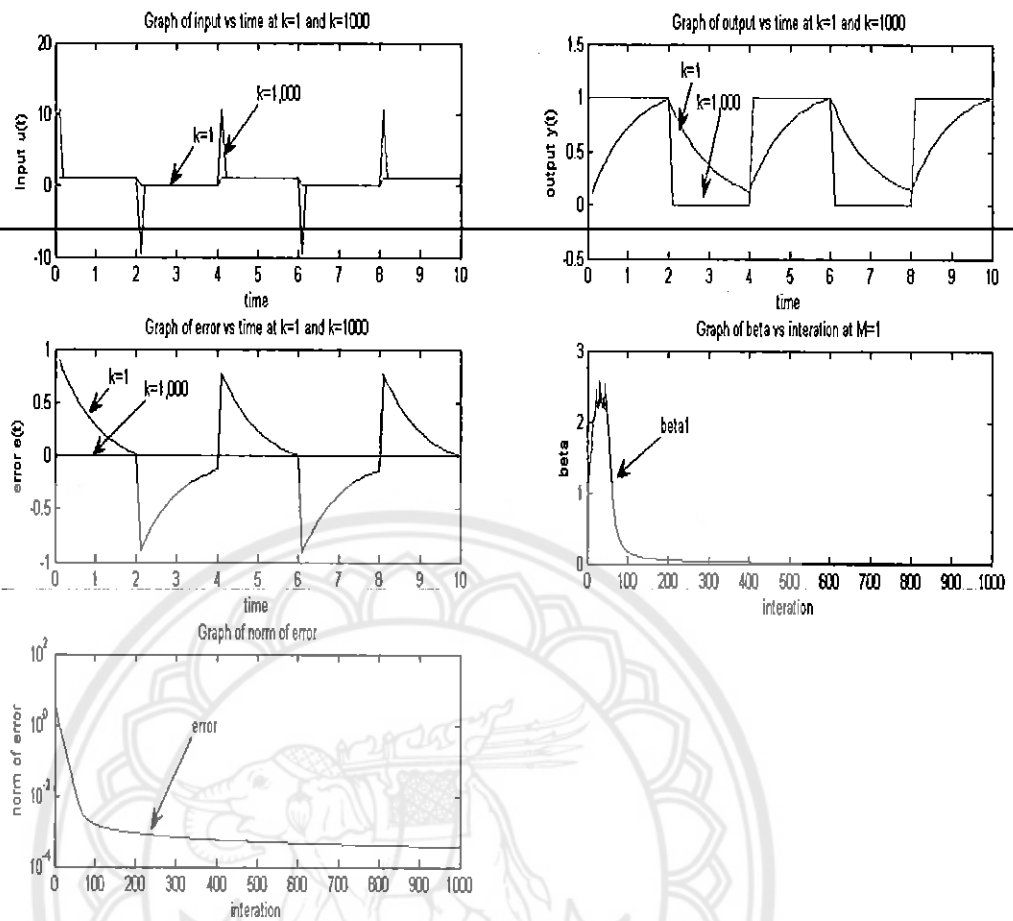 Graph of input vs time at k=1 and k=1000
20
10
0
-10
Input u(t)
k=1,000
k=1
0 1 2 3 4 5 6 7 8 9 10
time
Graph of output vs time at k=1 and k=1000
1.5
1
0.5
0
-0.5
output y(t)
k=1
k=1,000
0 1 2 3 4 5 6 7 8 9 10
time
Graph of error vs time at k=1 and k=1000
1
0.5
0
-0.5
-1
error e(t)
k=1
k=1,000
0 1 2 3 4 5 6 7 8 9 10
time
Graph of beta vs interation at M=1
3
2
1
0
beta
beta1
0 100 200 300 400 500 600 700 800 900 1000
interation
Graph of norm of error
10^2
10^0
10^-2
10^-4
norm of error
error
0 100 200 300 400 500 600 700 800 900 1000
interation